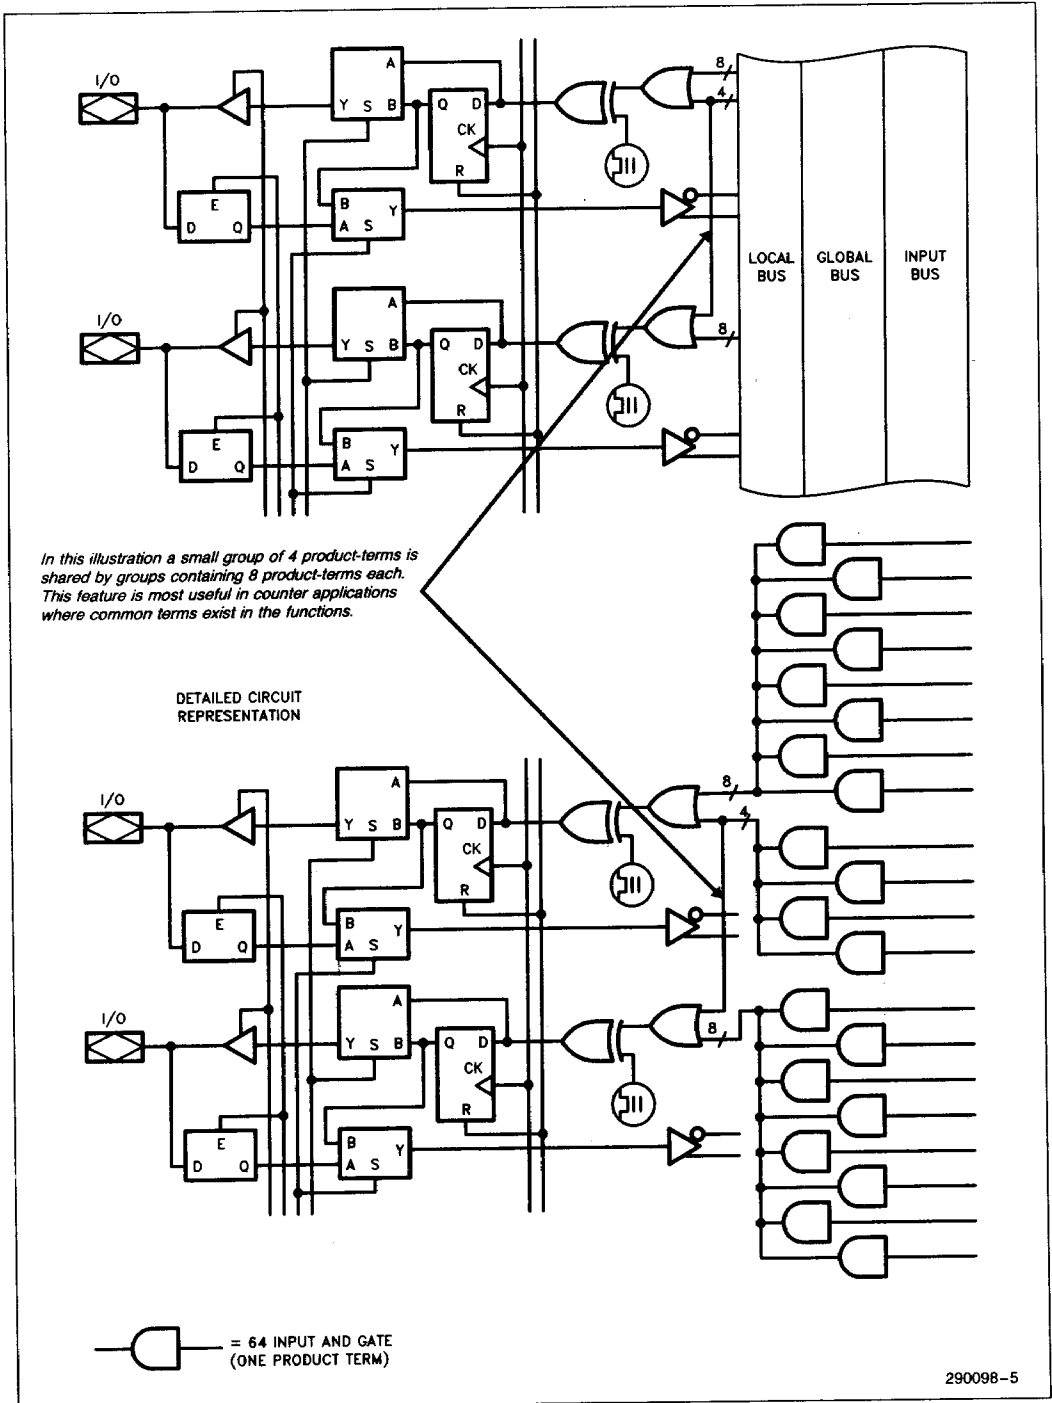 I/O
A
Y S B
Q D
CK
R
8
4
E
D Q
B
A S
Y
LOCAL BUS
GLOBAL BUS
INPUT BUS
I/O
A
Y S B
Q D
CK
R
8
E
D Q
B
A S
Y
In this illustration a small group of 4 product-terms is
shared by groups containing 8 product-terms each.
This feature is most useful in counter applications
where common terms exist in the functions.
DETAILED CIRCUIT
REPRESENTATION
I/O
A
Y S B
Q D
CK
R
8
4
E
D Q
B
A S
Y
I/O
A
Y S B
Q D
CK
R
8
E
D Q
B
A S
Y
= 64 INPUT AND GATE
(ONE PRODUCT TERM)
290098-5